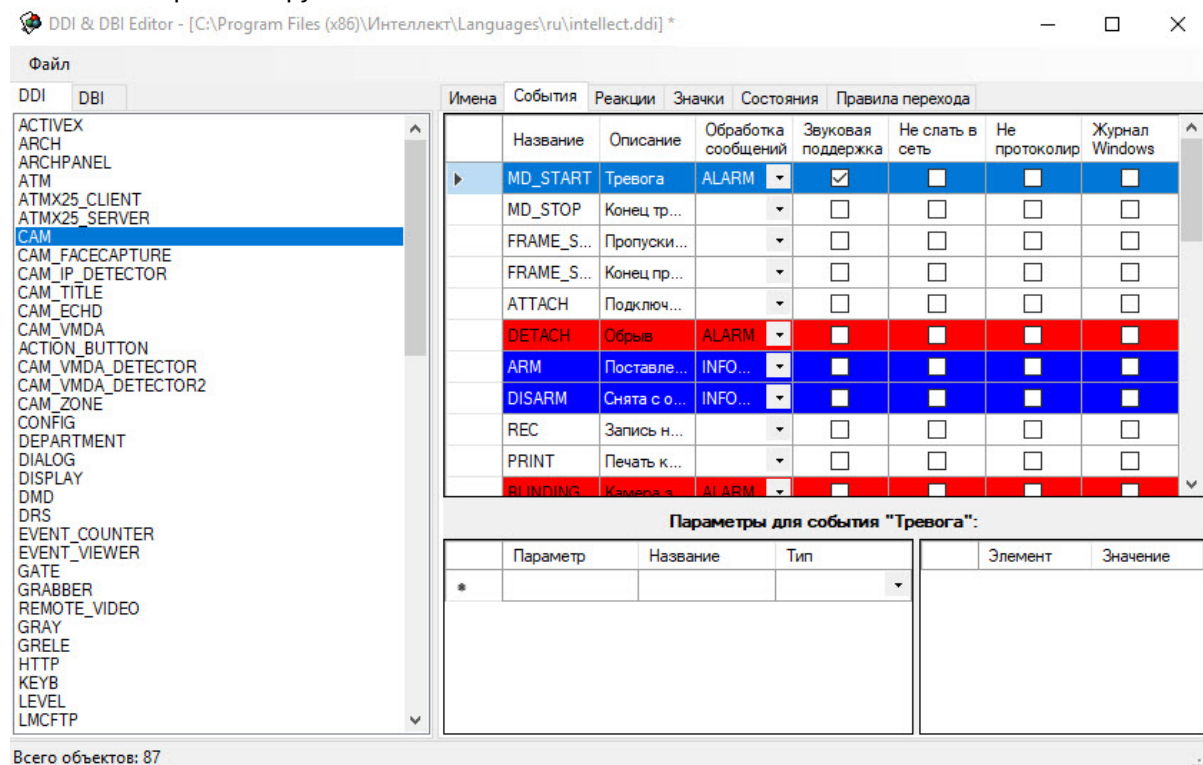 DDI & DBI Editor - [C:\Program Files (x86)\Интеллект\Languages\ru\intellect.ddi] *
Файл
DDI DBI
ACTIVEX
ARCH
ARCHPANEL
ATM
ATMX25_CLIENT
ATMX25_SERVER
CAM
CAM_FACECAPTURE
CAM_IP_DETECTOR
CAM_TITLE
CAM_ECHD
CAM_VMDA
ACTION_BUTTON
CAM_VMDA_DETECTOR
CAM_VMDA_DETECTOR2
CAM_ZONE
CONFIG
DEPARTMENT
DIALOG
DISPLAY
DMD
DRS
EVENT_COUNTER
EVENT_VIEWER
GATE
GRABBER
REMOTE_VIDEO
GRAY
GRELE
HTTP
KEYB
LEVEL
LMCFTP
Имена События Реакции Значки Состояния Правила перехода
Название Описание Обработка сообщений Звуковая поддержка Не слать в сеть Не протоколир Журнал Windows
MD_START Тревога ALARM
MD_STOP Конец тр...
FRAME_S... Пропуски...
FRAME_S... Конец пр...
ATTACH Подключ...
DETACH Обрыв ALARM
ARM Поставле... INFO...
DISARM Снята с о... INFO...
REC Запись н...
PRINT Печать к...
BLINDING Камера з... ALARM
Параметры для события "Тревога":
Параметр Название Тип
Элемент Значение
Всего объектов: 87